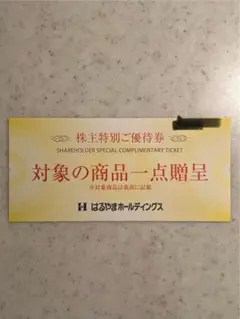 株主特別ご優待券
SHAREHOLDER SPECIAL COMPLIMENTARY TICKET
対象の商品一点贈呈
※対象商品は裏面に記載
はるやまホールディングス